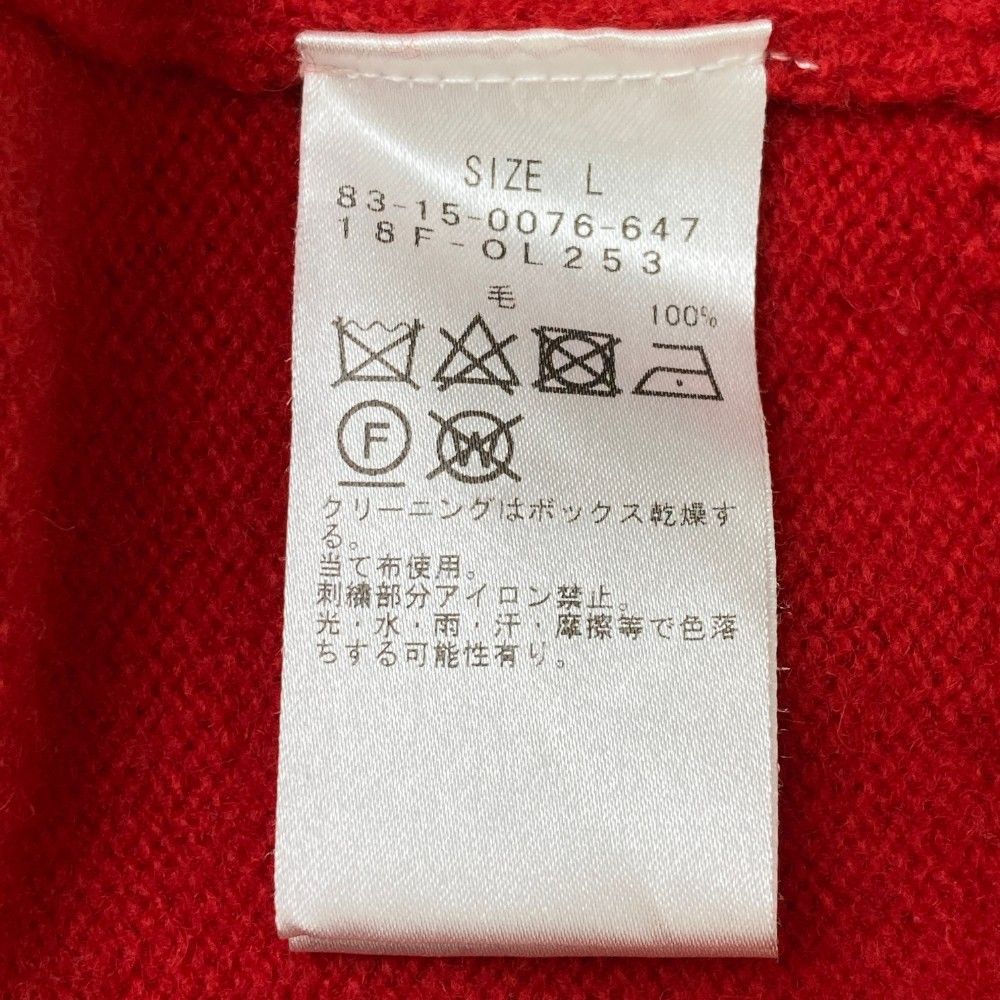 SIZE L
83-15-0076-647
18F-OL253
毛 100%
F W
クリーニングはボックス乾燥す
る。
当て布使用。
刺繍部分アイロン禁止。
光・水・雨・汗・摩擦等で色落
ちする可能性有り。